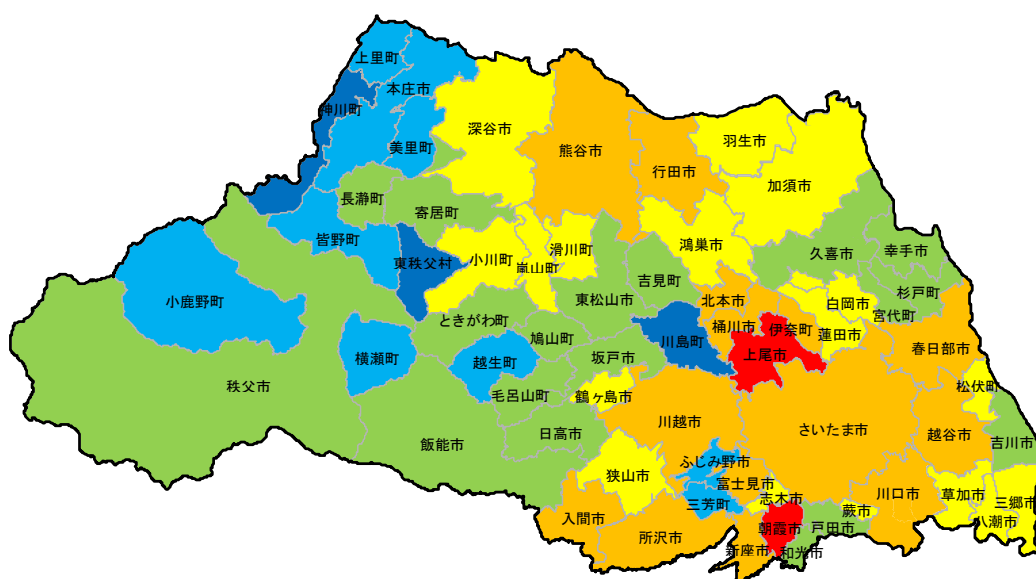 上里町
本庄市
神川町
美里町
深谷市
熊谷市
行田市
羽生市
加須市
長瀞町
寄居町
皆野町
東秩父村
小川町
嵐山町
滑川町
吉見町
鴻巣市
久喜市
幸手市
杉戸町
宮代町
白岡市
小鹿野町
東松山市
北本市
桶川市
伊奈町
蓮田市
春日部市
ときがわ町
鳩山町
川島町
上尾市
横瀬町
越生町
坂戸市
松伏町
秩父市
毛呂山町
鶴ヶ島市
川越市
さいたま市
越谷市
吉川市
飯能市
日高市
狭山市
ふじみ野市
富士見市
志木市
三芳町
川口市
蕨市
草加市
三郷市
八潮市
入間市
所沢市
新座市
朝霞市
和光市
戸田市